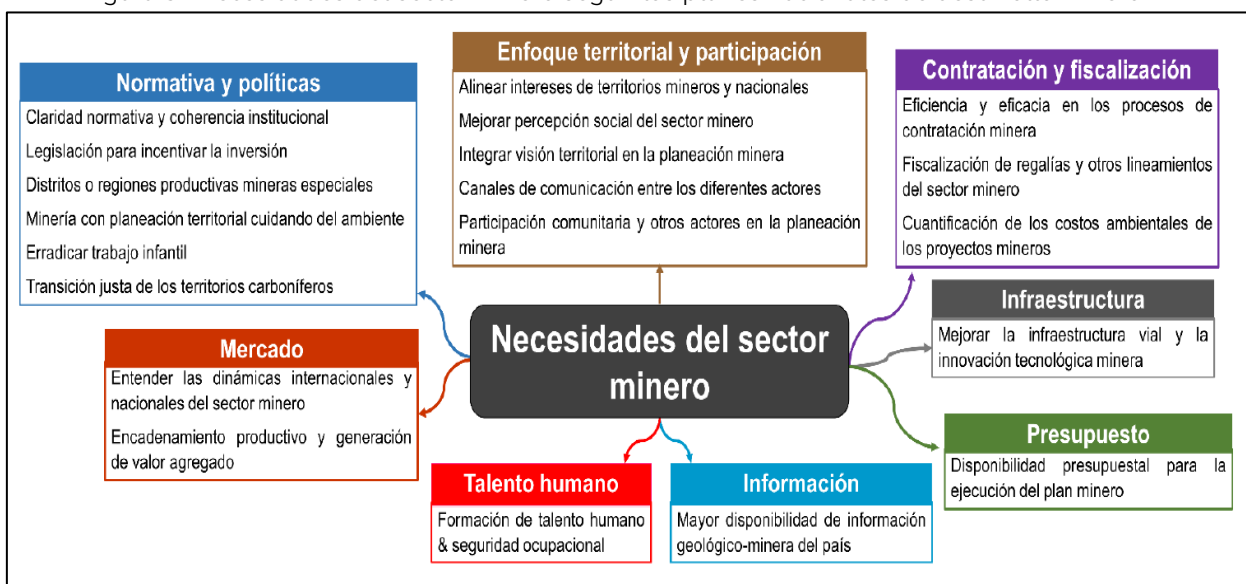 Normativa y políticas
Claridad normativa y coherencia institucional
Legislación para incentivar la inversión
Distritos o regiones productivas mineras especiales
Minería con planeación territorial cuidando del ambiente
Erradicar trabajo infantil
Transición justa de los territorios carboníferos
Enfoque territorial y participación
Alinear intereses de territorios mineros y nacionales
Mejorar percepción social del sector minero
Integrar visión territorial en la planeación minera
Canales de comunicación entre los diferentes actores
Participación comunitaria y otros actores en la planeación
minera
Contratación y fiscalización
Eficiencia y eficacia en los procesos de
contratación minera
Fiscalización de regalías y otros lineamientos
del sector minero
Cuantificación de los costos ambientales de
los proyectos mineros
Necesidades del sector
minero
Infraestructura
Mejorar la infraestructura vial y la
innovación tecnológica minera
Mercado
Entender las dinámicas internacionales y
nacionales del sector minero
Encadenamiento productivo y generación
de valor agregado
Presupuesto
Disponibilidad presupuestal para la
ejecución del plan minero
Talento humano
Formación de talento humano
& seguridad ocupacional
Información
Mayor disponibilidad de información
geológico-minera del país